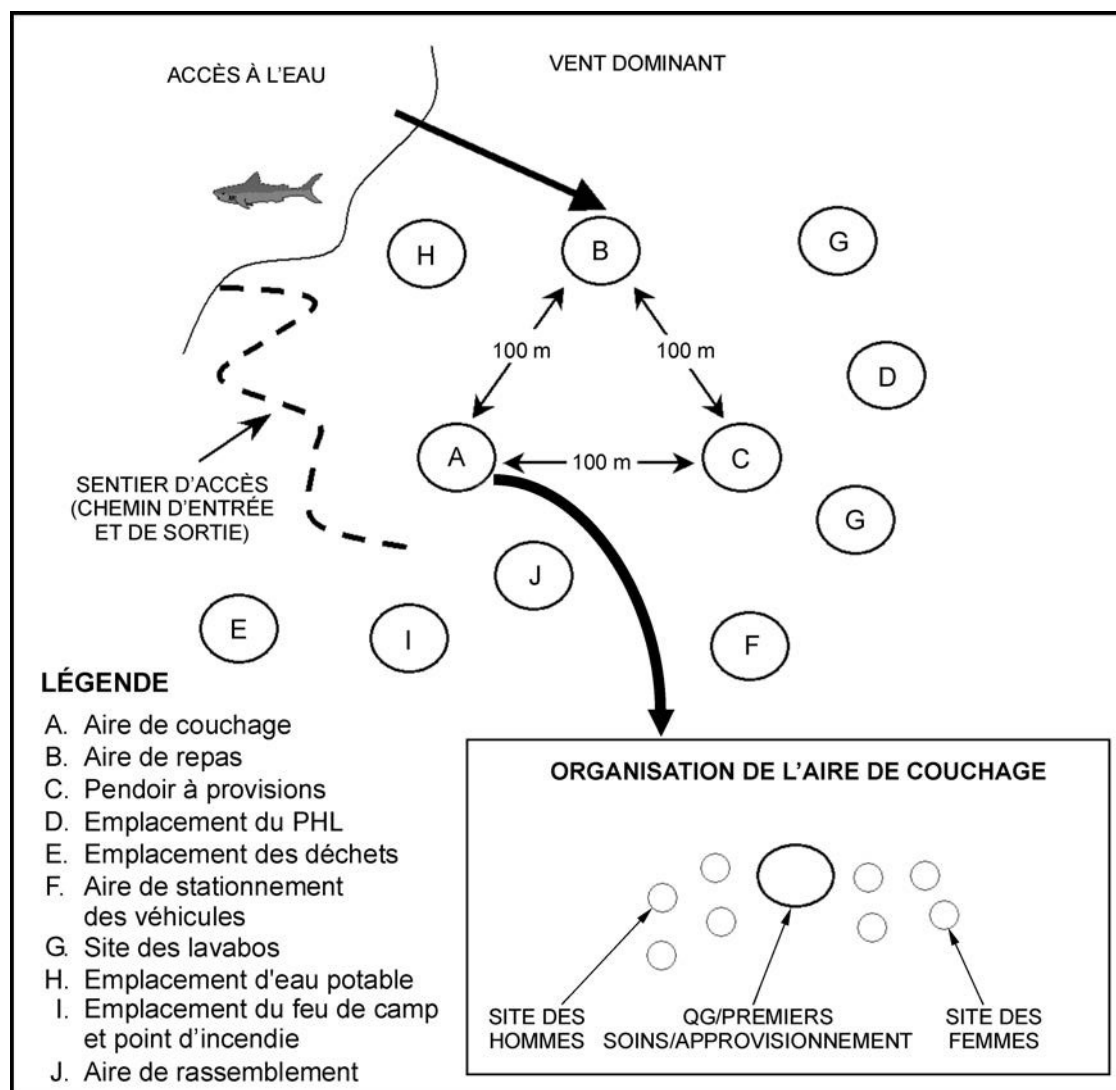 ACCÈS À L'EAU
VENT DOMINANT
H
B
G
100 m
100 m
D
A
100 m
C
SENTIER D'ACCÈS
(CHEMIN D'ENTRÉE
ET DE SORTIE)
G
J
E
I
F
LÉGENDE
A. Aire de couchage
B. Aire de repas
C. Pendoir à provisions
D. Emplacement du PHL
E. Emplacement des déchets
F. Aire de stationnement
des véhicules
G. Site des lavabos
H. Emplacement d'eau potable
I. Emplacement du feu de camp
et point d'incendie
J. Aire de rassemblement
ORGANISATION DE L'AIRE DE COUCHAGE
SITE DES
HOMMES
QG/PREMIERS
SOINS/APPROVISIONNEMENT
SITE DES
FEMMES